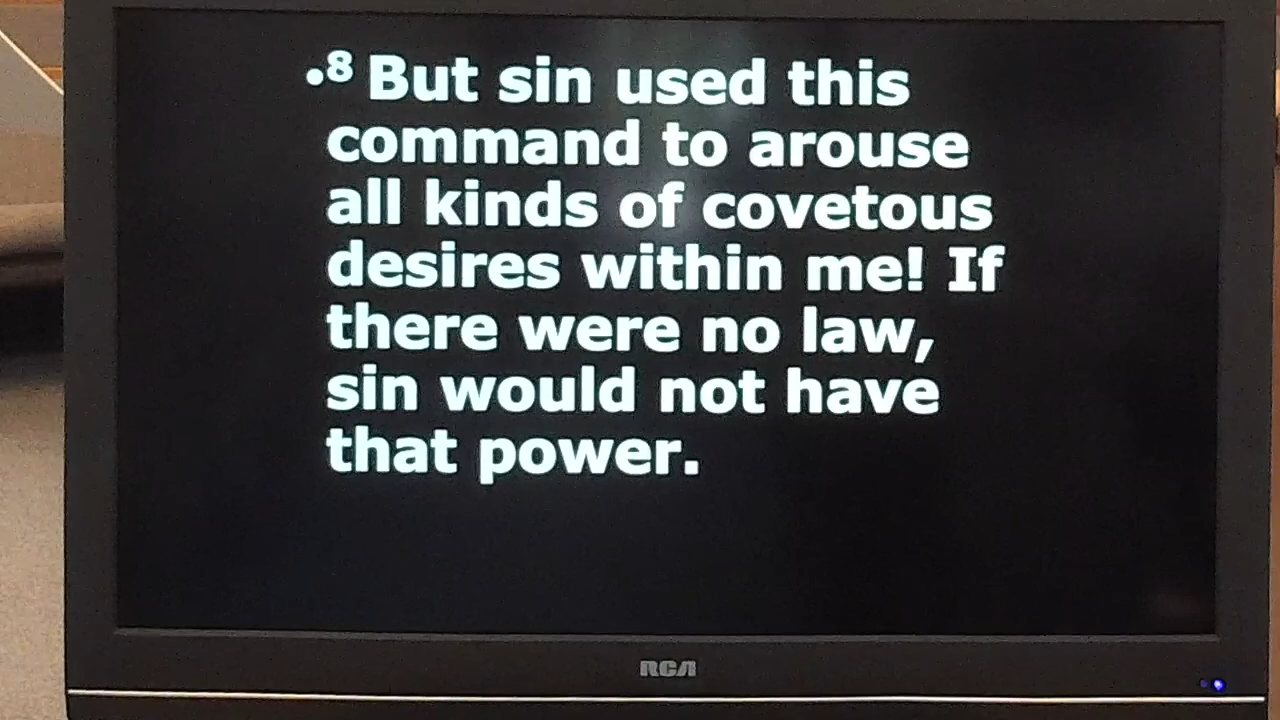 •8 But sin used this
command to arouse
all kinds of covetous
desires within me! If
there were no law,
sin would not have
that power.
RCA